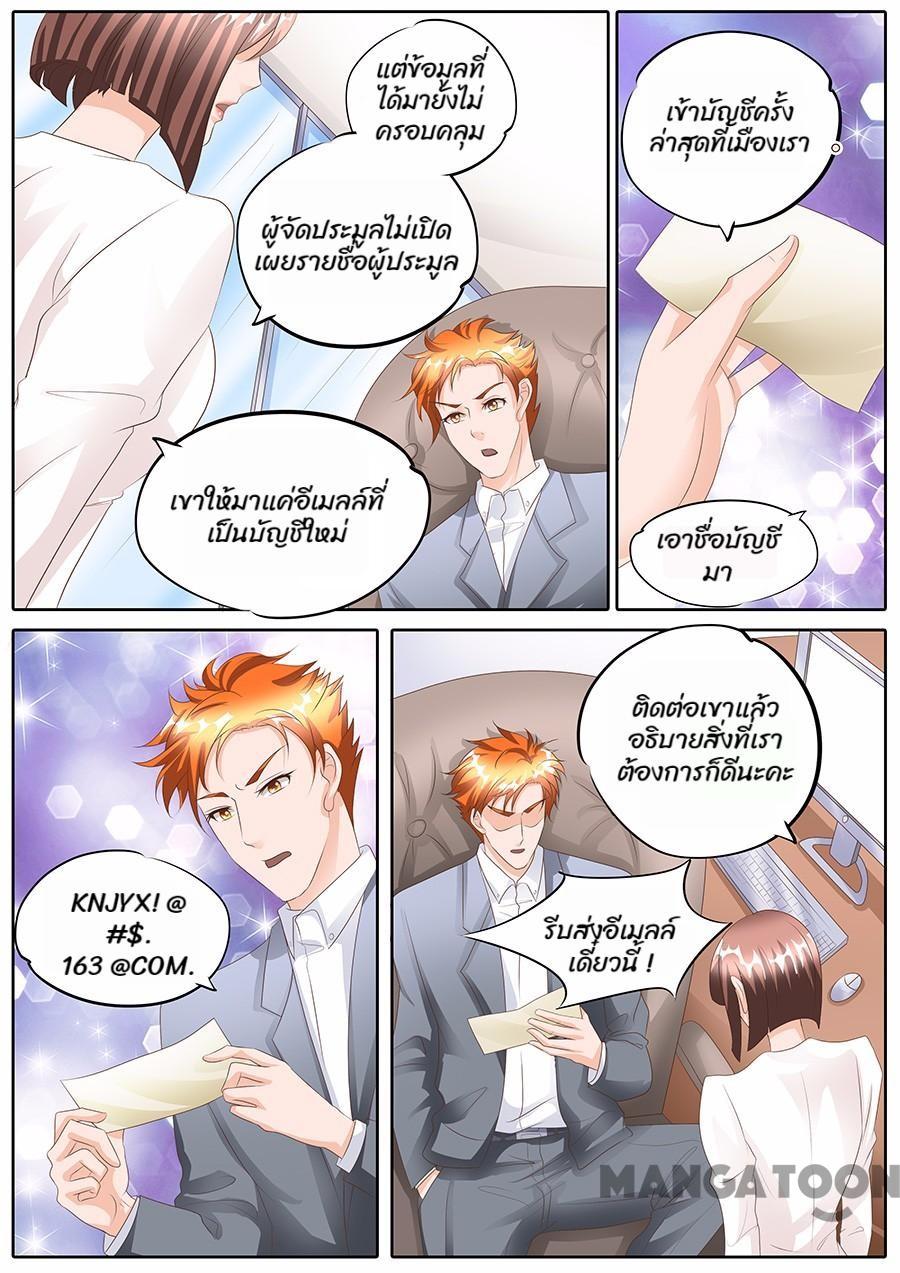 แต่ข้อมูลที่
ได้มายังไม่
ครอบคลุม
ผู้จัดประมูลไม่เปิด
เผยรายชื่อผู้ประมูล
เขาให้มาแค่อีเมลล์ที่
เป็นบัญชีใหม่
เข้าบัญชีครั้ง
ล่าสุดที่เมืองเรา
เอาชื่อบัญชี
มา
KNJYX! @
#$.
163 @COM.
ติดต่อเขาแล้ว
อธิบายสิ่งที่เรา
ต้องการก็ดีนะคะ
รีบส่งอีเมลล์
เดี๋ยวนี้ !
MANGATOON